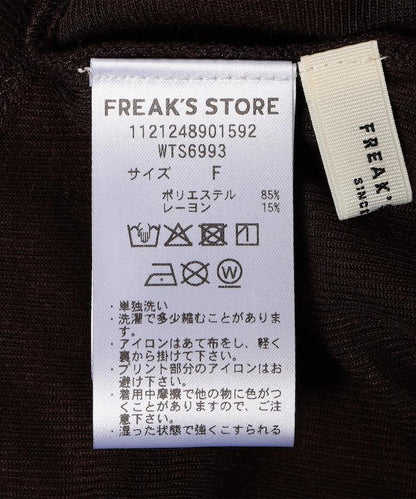 FREAK'S STORE
1121248901592
WTS6993
サイズ F
ポリエステル 85%
レーヨン 15%
・単独洗い
・洗濯で多少縮むことがありま
す。
・アイロンはあて布をし、軽く
裏から掛けて下さい。
・プリント部分のアイロンはお
避け下さい。
・着用中摩擦で他の物に色がつ
くことがありますので、ご注
意下さい。
・湿った状態で強くこすられる
FREAK'
SINCE